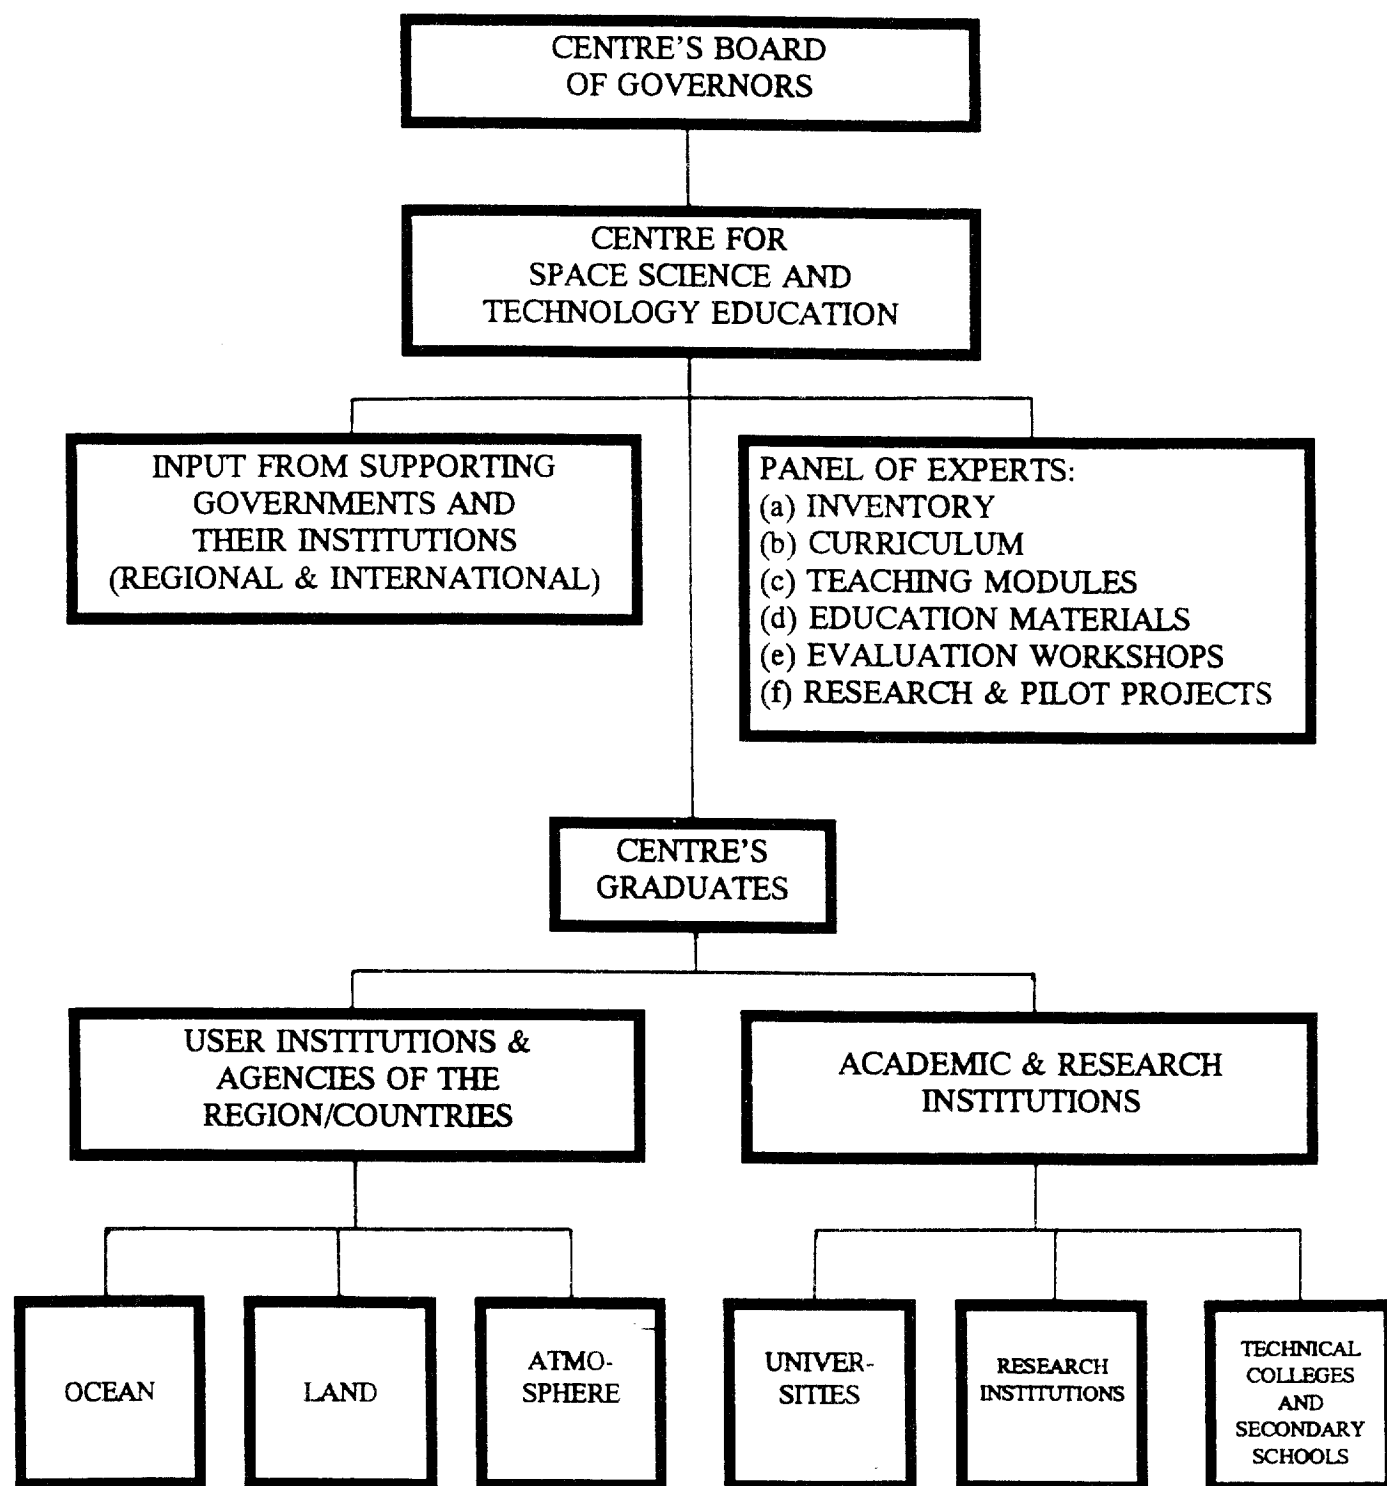 CENTRE'S BOARD
OF GOVERNORS
CENTRE FOR
SPACE SCIENCE AND
TECHNOLOGY EDUCATION
INPUT FROM SUPPORTING
GOVERNMENTS AND
THEIR INSTITUTIONS
(REGIONAL & INTERNATIONAL)
PANEL OF EXPERTS:
(a) INVENTORY
(b) CURRICULUM
(c) TEACHING MODULES
(d) EDUCATION MATERIALS
(e) EVALUATION WORKSHOPS
(f) RESEARCH & PILOT PROJECTS
CENTRE'S
GRADUATES
USER INSTITUTIONS &
AGENCIES OF THE
REGION/COUNTRIES
ACADEMIC & RESEARCH
INSTITUTIONS
OCEAN
LAND
ATMO-
SPHERE
UNIVER-
SITIES
RESEARCH
INSTITUTIONS
TECHNICAL
COLLEGES
AND
SECONDARY
SCHOOLS